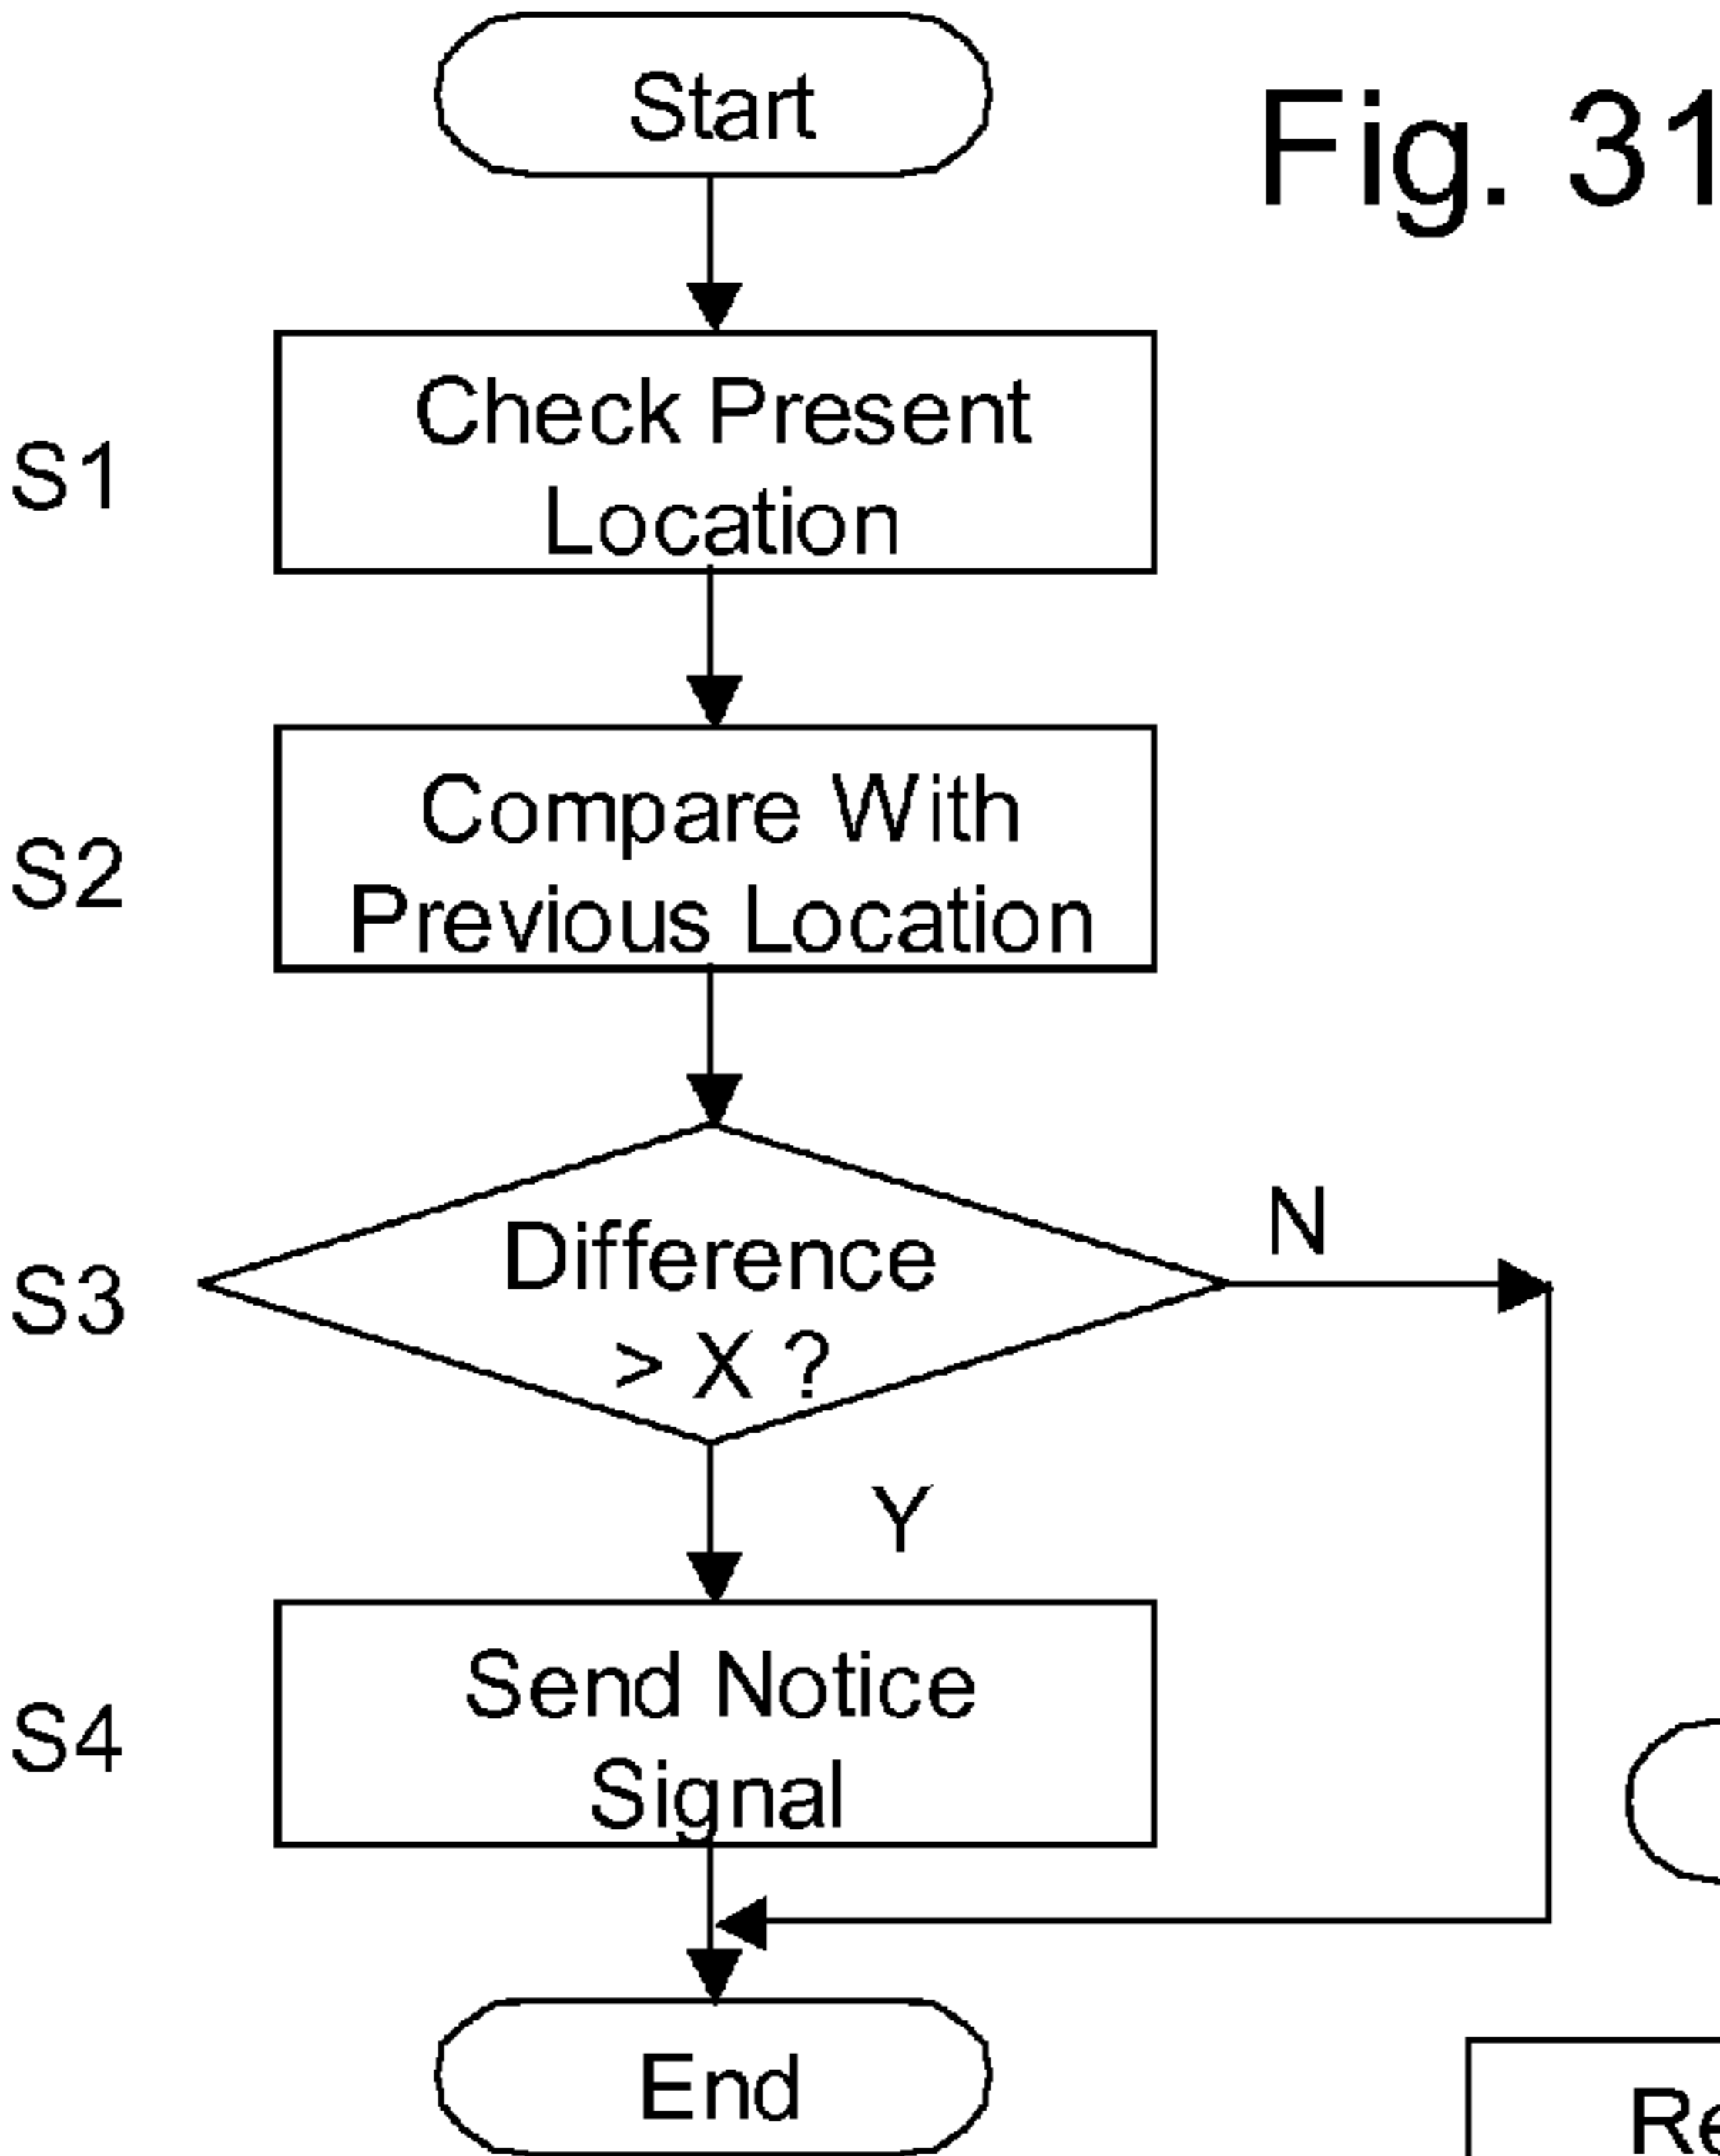 Start
Fig. 31
S1
Check Present
Location
S2
Compare With
Previous Location
S3
Difference
> X ?
N
Y
S4
Send Notice
Signal
End